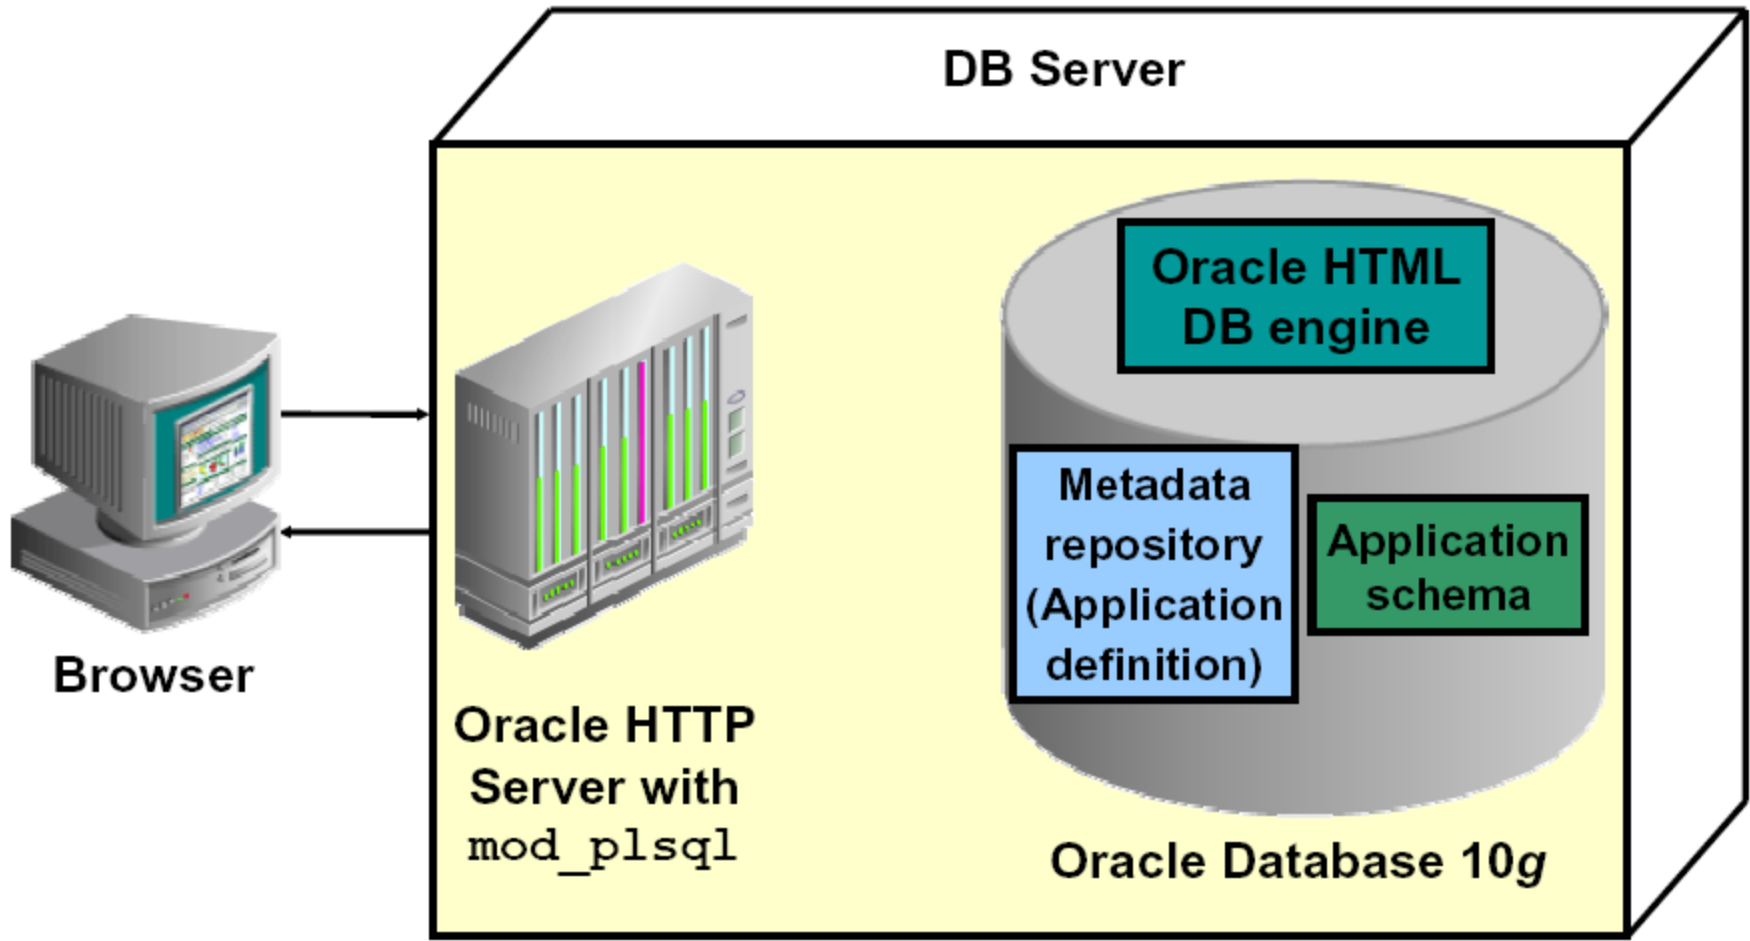 DB Server
Oracle HTML
DB engine
Metadata
repository
(Application
definition)
Application
schema
Browser
Oracle HTTP
Server with
mod_plsql
Oracle Database 10g